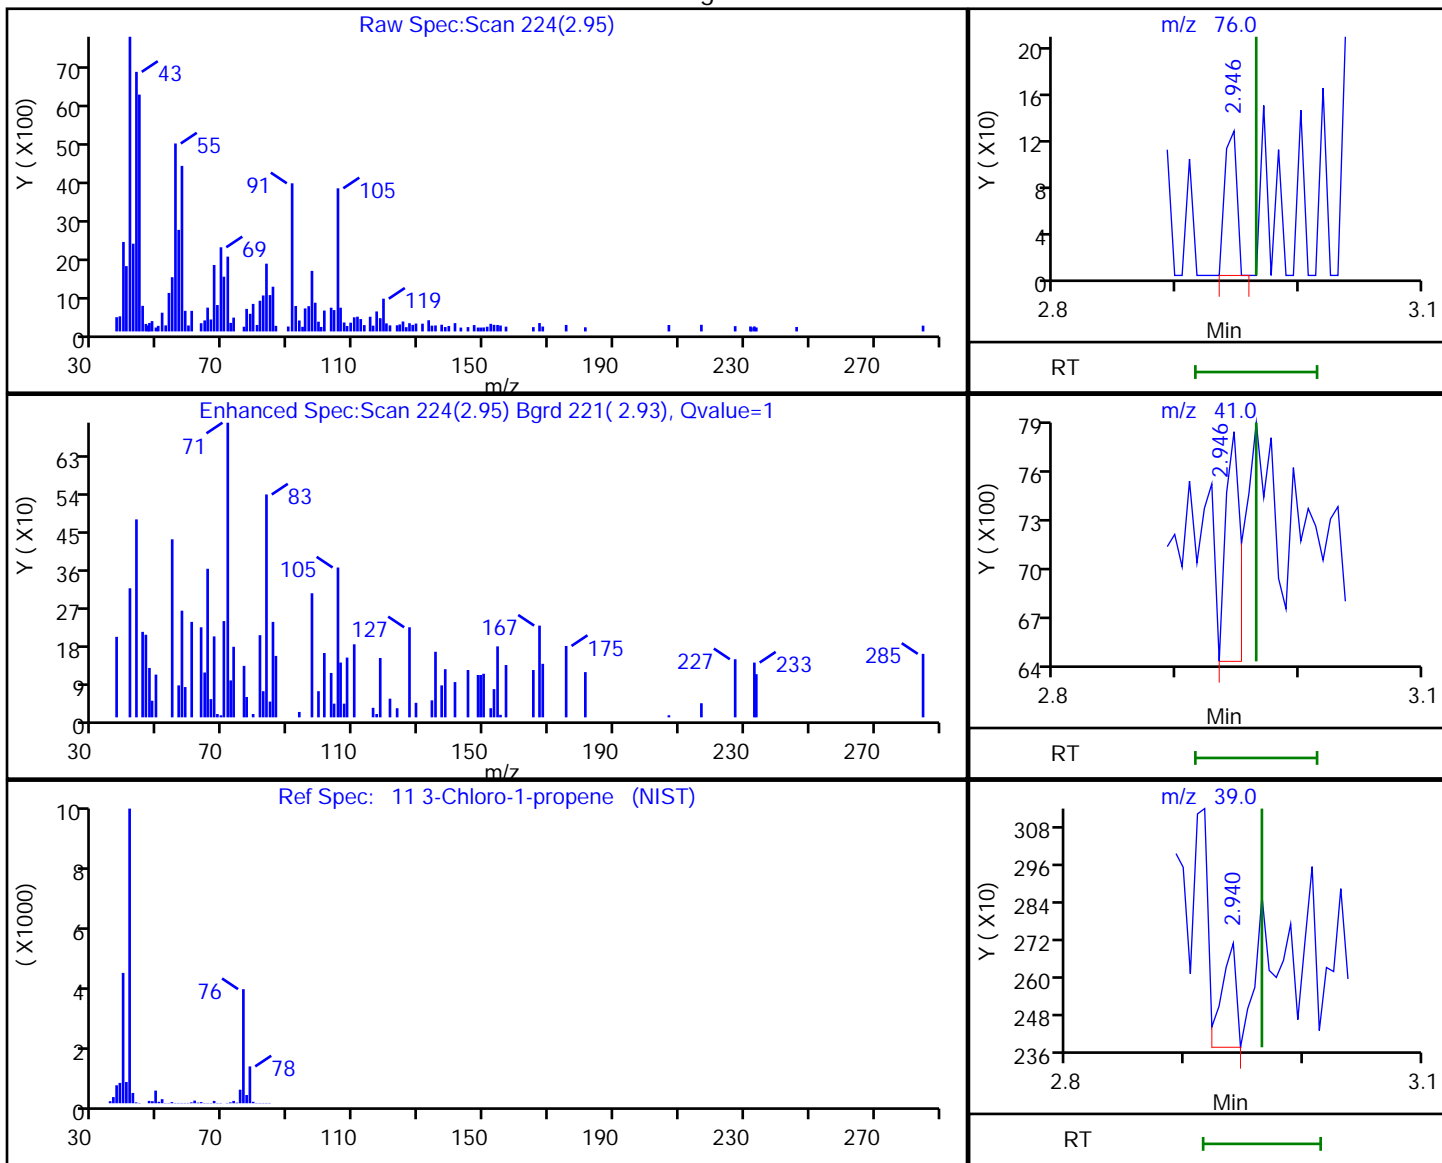 Raw Spec:Scan 224(2.95)
Y ( X100)
70
60
50
40
30
20
10
0
43
55
91
105
69
119
30 70 110 150 190 230 270
m/z
m/z 76.0
Y ( X10)
20
16
12
8
4
0
2.946
2.8 3.1
Min
RT
Enhanced Spec:Scan 224(2.95) Bgrd 221( 2.93), Qvalue=1
Y ( X10)
63
54
45
36
27
18
9
0
71
83
105
127
167
175
227
233
285
30 70 110 150 190 230 270
m/z
m/z 41.0
Y ( X100)
79
76
73
70
67
64
2.946
2.8 3.1
Min
RT
Ref Spec: 11 3-Chloro-1-propene (NIST)
( X1000)
10
8
6
4
2
0
76
78
30 70 110 150 190 230 270
m/z 39.0
Y ( X10)
308
296
284
272
260
248
236
2.940
2.8 3.1
Min
RT